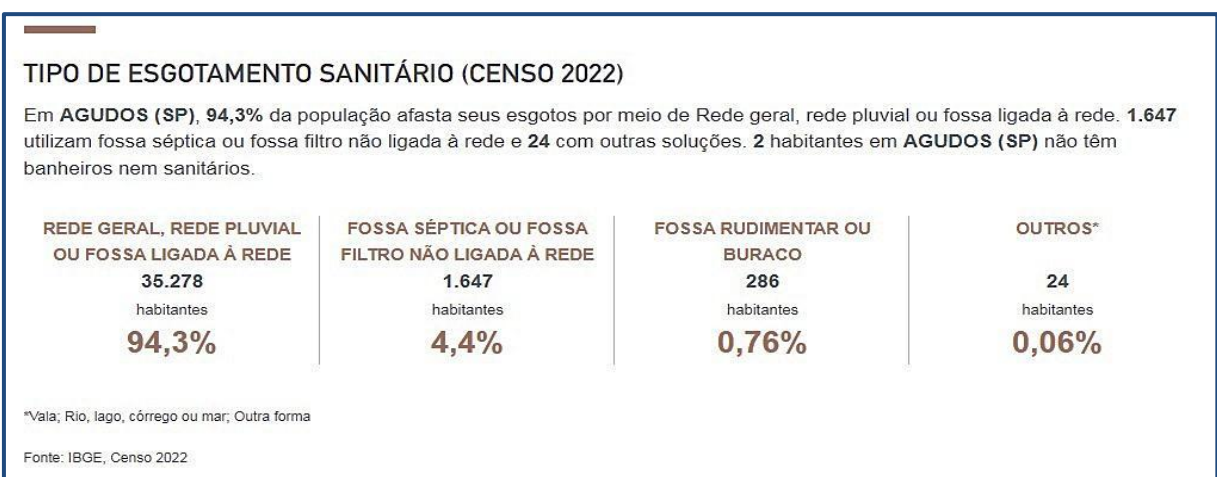 TIPO DE ESGOTAMENTO SANITÁRIO (CENSO 2022)
Em AGUDOS (SP), 94,3% da população afasta seus esgotos por meio de Rede geral, rede pluvial ou fossa ligada à rede. 1.647
utilizam fossa séptica ou fossa filtro não ligada à rede e 24 com outras soluções. 2 habitantes em AGUDOS (SP) não têm
banheiros nem sanitários.
REDE GERAL, REDE PLUVIAL
OU FOSSA LIGADA À REDE
35.278
habitantes
94,3%
FOSSA SÉPTICA OU FOSSA
FILTRO NÃO LIGADA À REDE
1.647
habitantes
4,4%
FOSSA RUDIMENTAR OU
BURACO
286
habitantes
0,76%
OUTROS*
24
habitantes
0,06%
*Vala; Rio, lago, córrego ou mar; Outra forma
Fonte: IBGE, Censo 2022